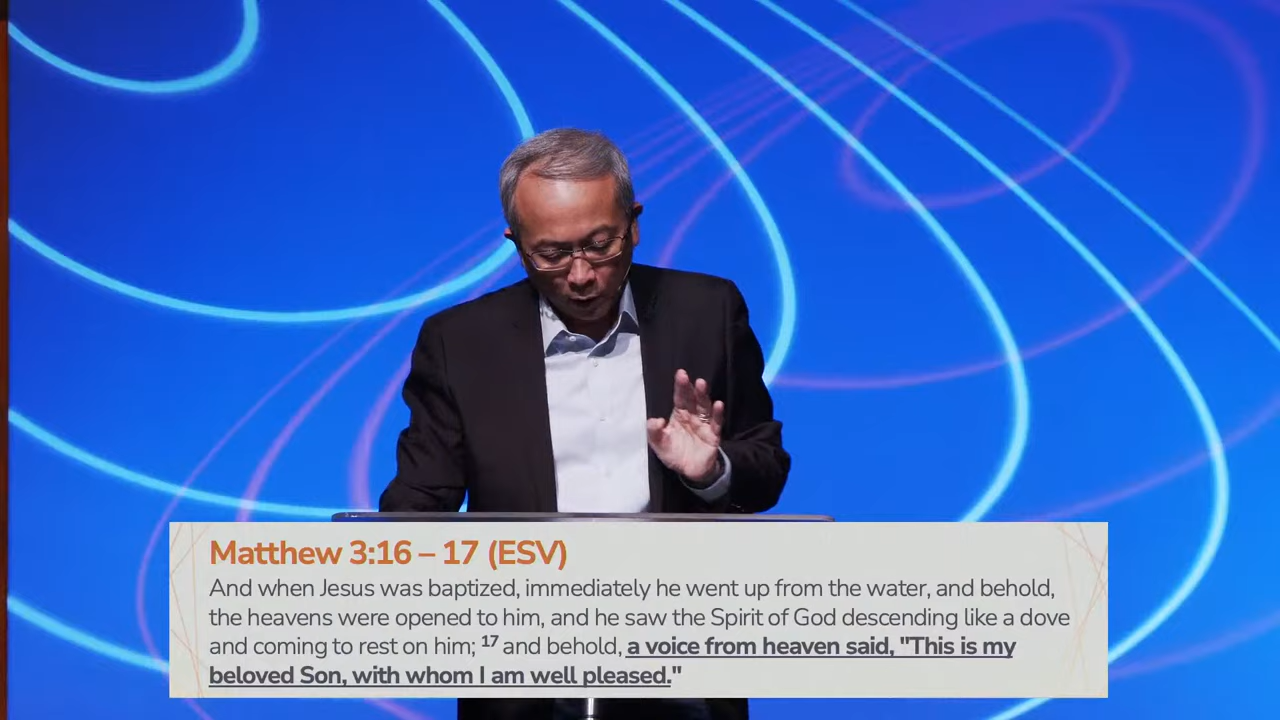 Matthew 3:16 – 17 (ESV)
And when Jesus was baptized, immediately he went up from the water, and behold,
the heavens were opened to him, and he saw the Spirit of God descending like a dove
and coming to rest on him; 17 and behold, a voice from heaven said, "This is my
beloved Son, with whom I am well pleased."